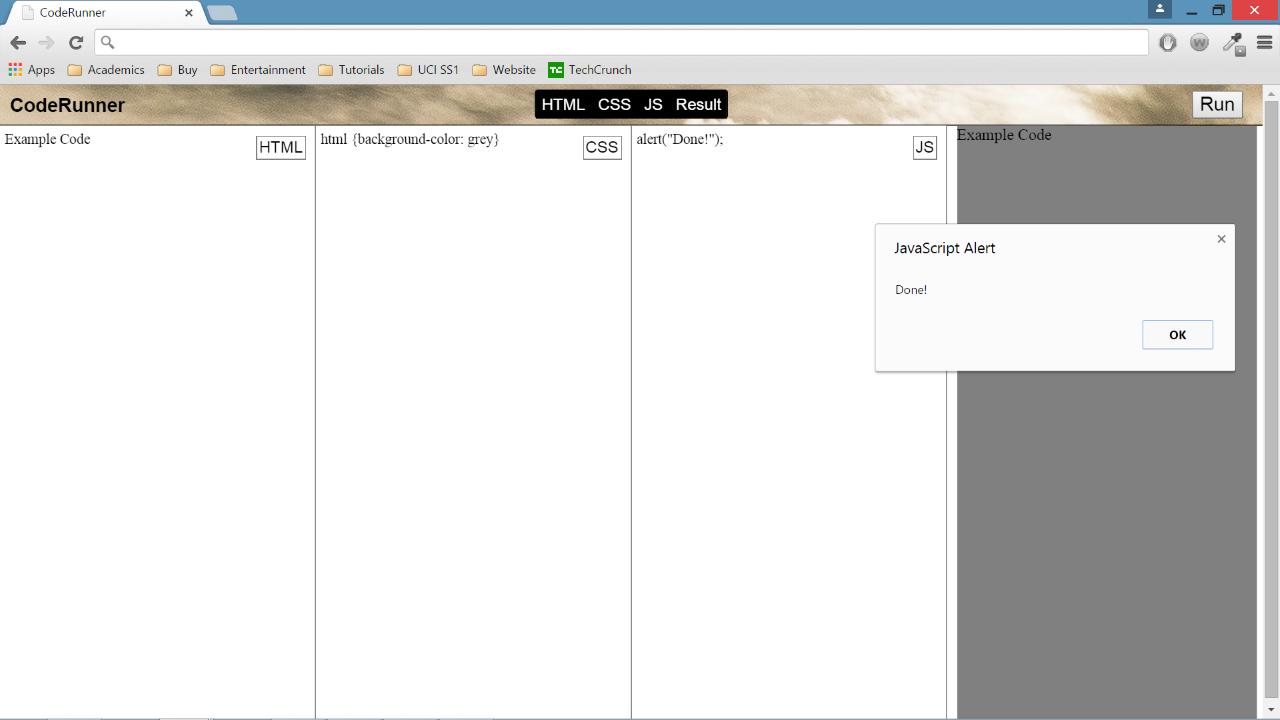 CodeRunner
Apps Academics Buy Entertainment Tutorials UCI SS1 Website TC TechCrunch
CodeRunner HTML CSS JS Result Run
Example Code HTML
html {background-color: grey} CSS
alert("Done!"); JS
Example Code
JavaScript Alert
Done!
OK